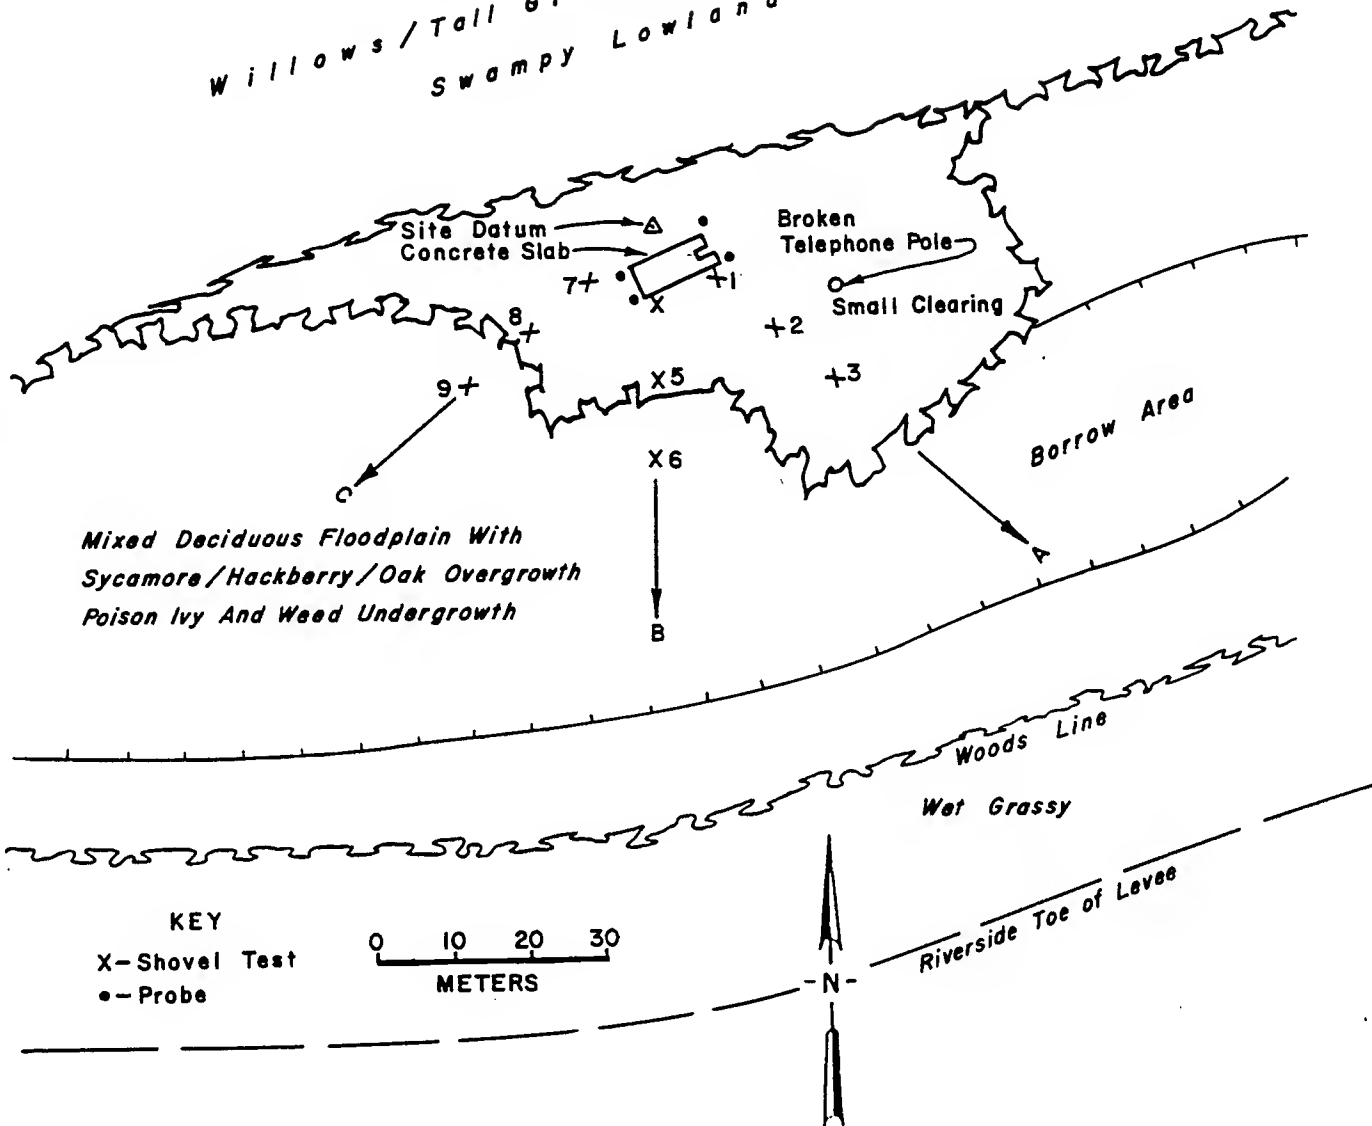 Willows/Tall
Swampy Lowland
Site Datum
Concrete Slab
Broken
Telephone Pole
Small Clearing
7
1
X
8
2
9
X5
3
X6
Borrow Area
C
A
B
Mixed Deciduous Floodplain With
Sycamore/Hackberry/Oak Overgrowth
Poison Ivy And Weed Undergrowth
Woods Line
Wet Grassy
Riverside Toe of Levee
KEY
X-Shovel Test
•-Probe
0 10 20 30
METERS
-N-